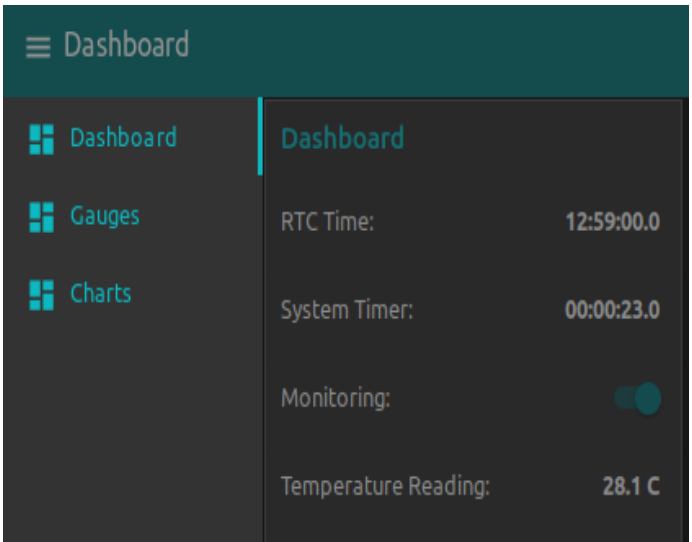 Dashboard
Dashboard
Gauges
Charts
Dashboard
RTC Time: 12:59:00.0
System Timer: 00:00:23.0
Monitoring:
Temperature Reading: 28.1 C